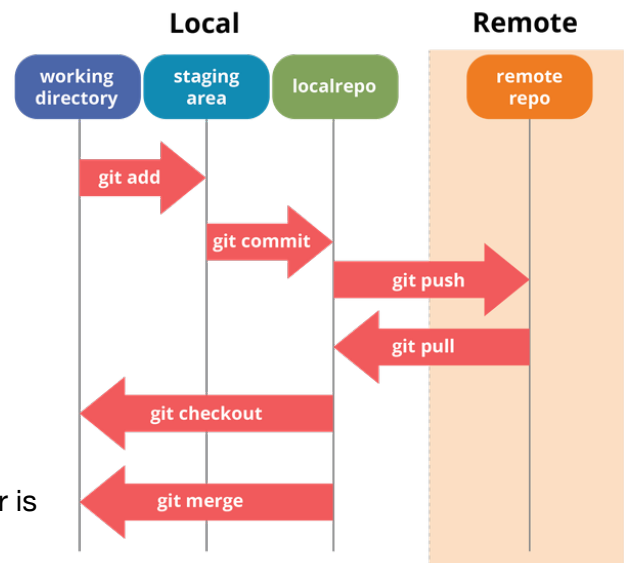 Local
Remote
working
directory
staging
area
localrepo
remote
repo
git add
git commit
git push
git pull
git checkout
git merge
r is